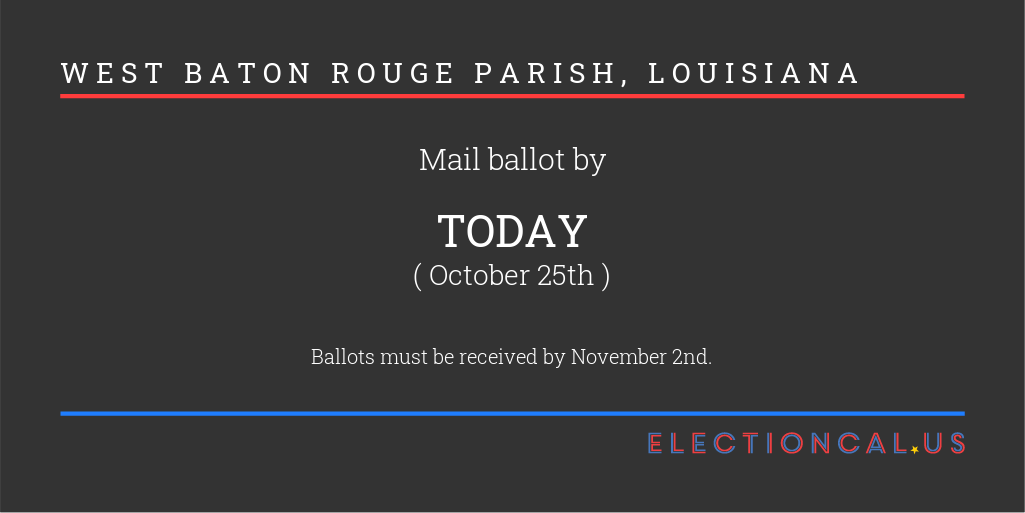 WEST BATON ROUGE PARISH, LOUISIANA
Mail ballot by
TODAY
( October 25th )
Ballots must be received by November 2nd.
ELECTIONCAL.US